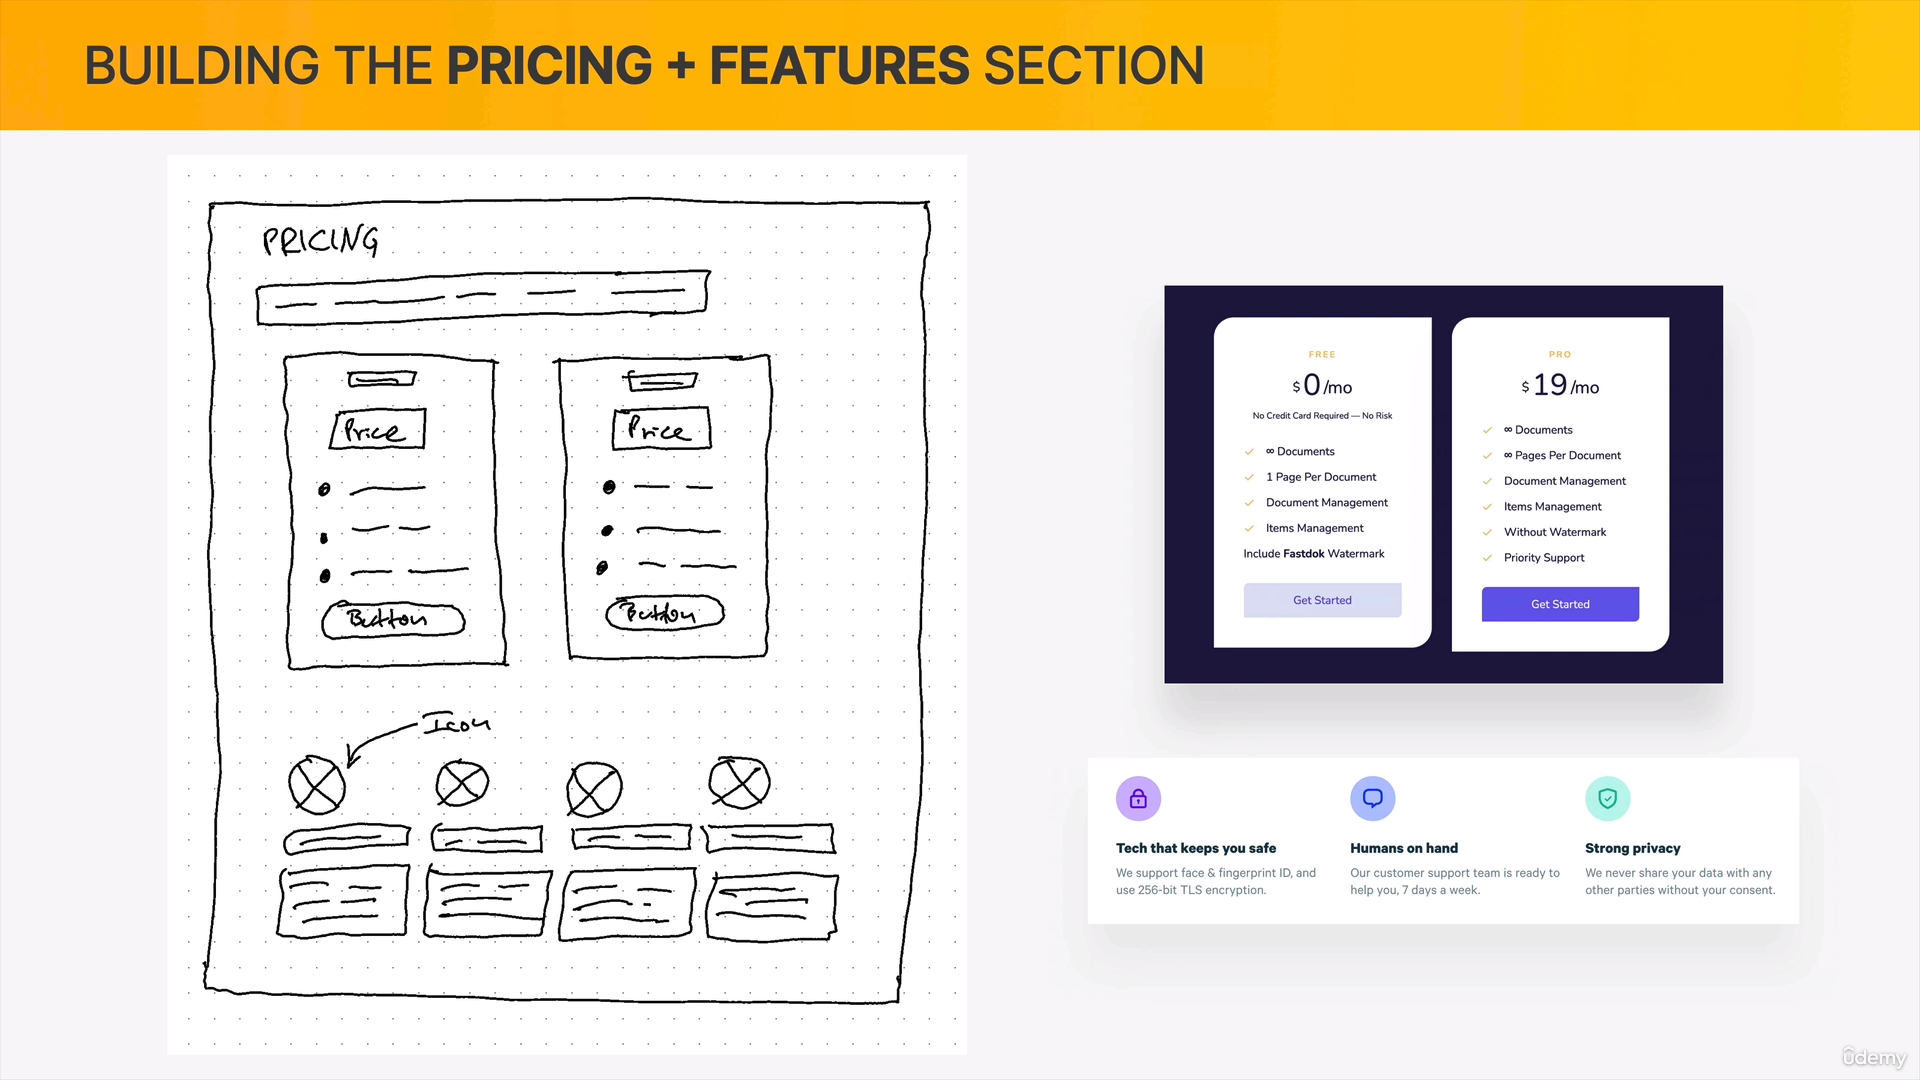 BUILDING THE PRICING + FEATURES SECTION
PRICING
Price
Button
Price
Button
Icon
FREE
$0/mo
No Credit Card Required — No Risk
∞ Documents
1 Page Per Document
Document Management
Items Management
Include Fastdok Watermark
Get Started
PRO
$19/mo
∞ Documents
∞ Pages Per Document
Document Management
Items Management
Without Watermark
Priority Support
Get Started
Tech that keeps you safe
We support face & fingerprint ID, and
use 256-bit TLS encryption.
Humans on hand
Our customer support team is ready to
help you, 7 days a week.
Strong privacy
We never share your data with any
other parties without your consent.
ûdemy